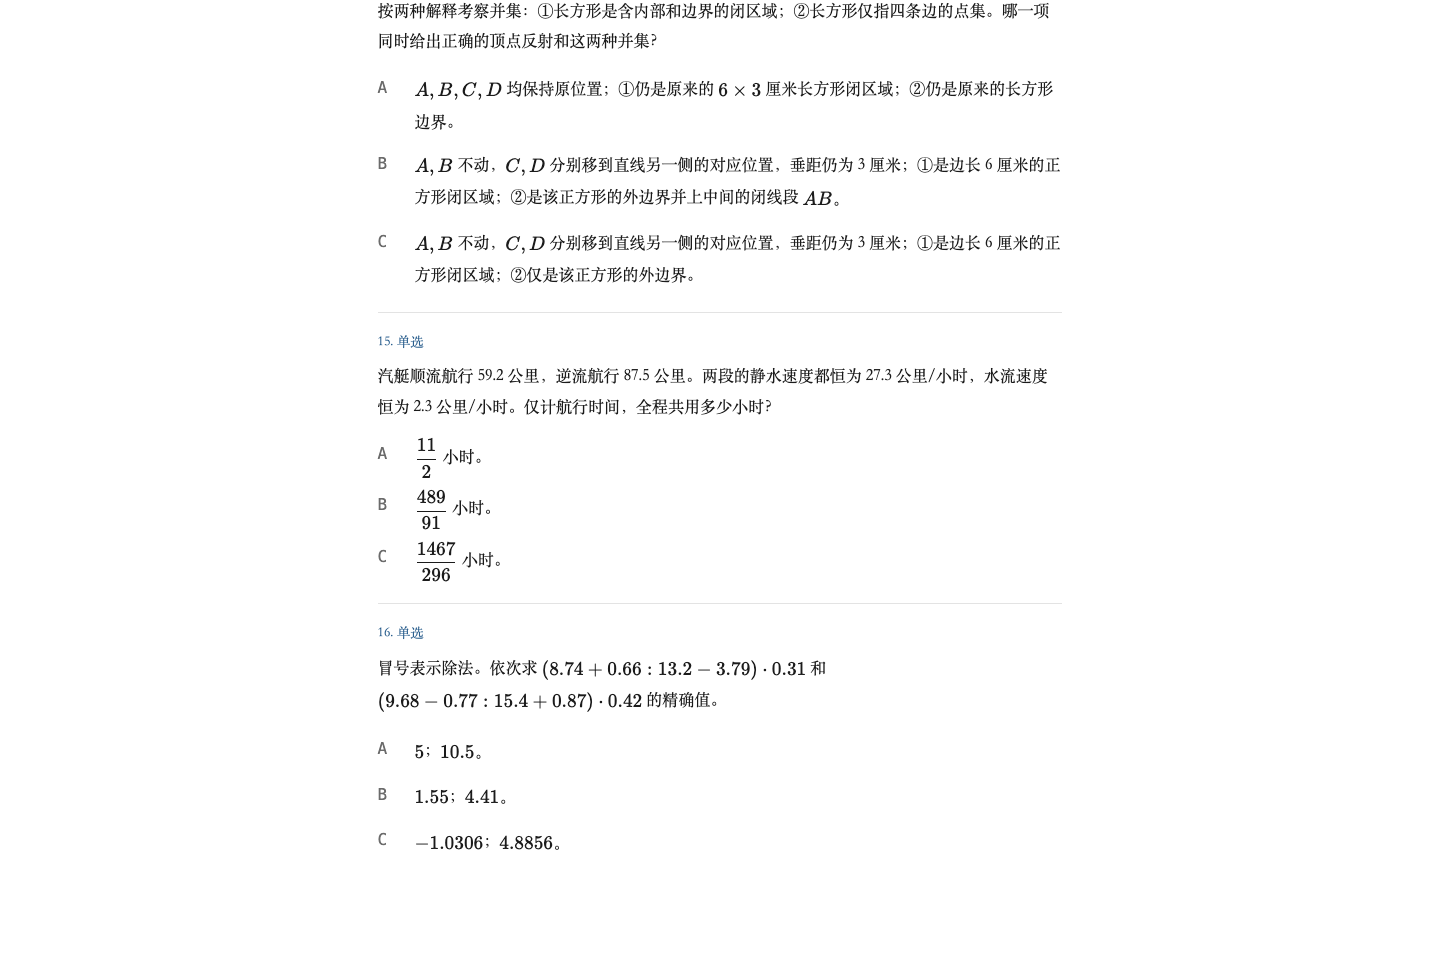 按两种解释考察并集：①长方形是含内部和边界的闭区域；②长方形仅指四条边的点集。哪一项
同时给出正确的顶点反射和这两种并集？
A A, B, C, D 均保持原位置；①仍是原来的 6 × 3 厘米长方形闭区域；②仍是原来的长方形
边界。
B A, B 不动，C, D 分别移到直线另一侧的对应位置，垂距仍为 3 厘米；①是边长 6 厘米的正
方形闭区域；②是该正方形的外边界并上中间的闭线段 AB。
C A, B 不动，C, D 分别移到直线另一侧的对应位置，垂距仍为 3 厘米；①是边长 6 厘米的正
方形闭区域；②仅是该正方形的外边界。
15. 单选
汽艇顺流航行 59.2 公里，逆流航行 87.5 公里。两段的静水速度都恒为 27.3 公里/小时，水流速度
恒为 2.3 公里/小时。仅计航行时间，全程共用多少小时？
A 11/2 小时。
B 489/91 小时。
C 1467/296 小时。
16. 单选
冒号表示除法。依次求 (8.74 + 0.66 : 13.2 − 3.79) · 0.31 和
(9.68 − 0.77 : 15.4 + 0.87) · 0.42 的精确值。
A 5；10.5。
B 1.55；4.41。
C −1.0306；4.8856。